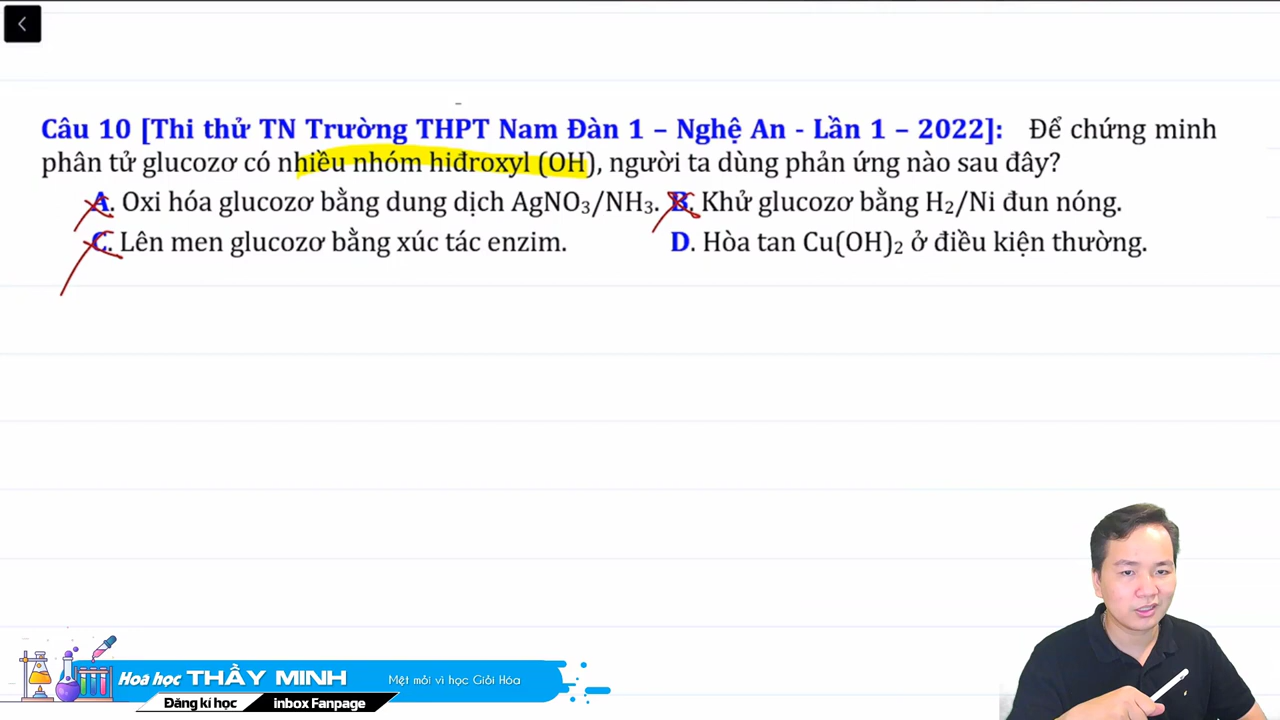 Câu 10 [Thi thử TN Trường THPT Nam Đàn 1 – Nghệ An - Lần 1 – 2022]: Để chứng minh
phân tử glucozơ có nhiều nhóm hiđroxyl (OH), người ta dùng phản ứng nào sau đây?
A. Oxi hóa glucozơ bằng dung dịch AgNO₃/NH₃. B. Khử glucozơ bằng H₂/Ni đun nóng.
C. Lên men glucozơ bằng xúc tác enzim. D. Hòa tan Cu(OH)₂ ở điều kiện thường.
Hoá học THẦY MINH Mệt mỏi vì học Giỏi Hóa
Đăng kí học inbox Fanpage